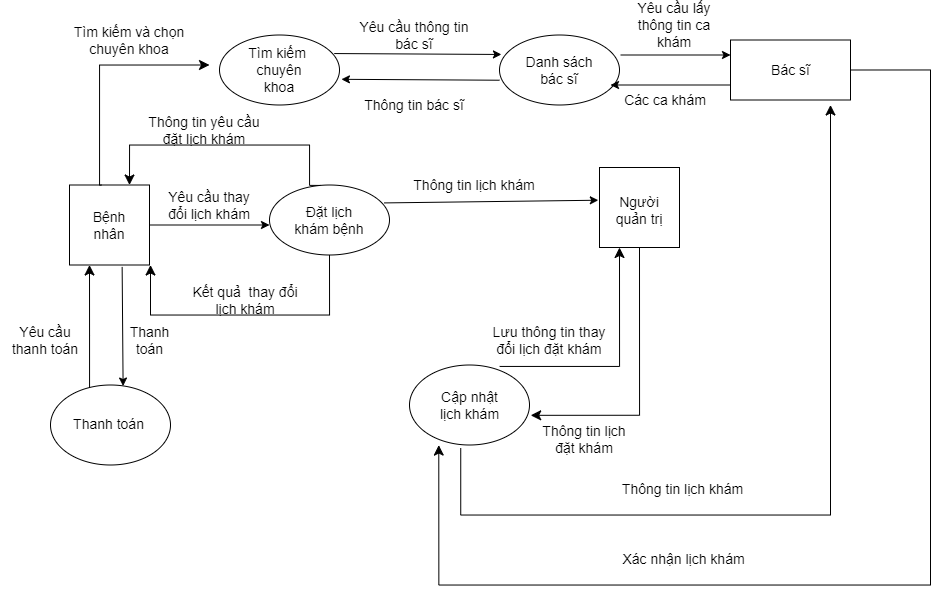 Tìm kiếm và chọn
chuyên khoa
Tìm kiếm
chuyên
khoa
Yêu cầu thông tin
bác sĩ
Thông tin bác sĩ
Danh sách
bác sĩ
Yêu cầu lấy
thông tin ca
khám
Các ca khám
Bác sĩ
Thông tin yêu cầu
đặt lịch khám
Bệnh
nhân
Yêu cầu thay
đổi lịch khám
Đặt lịch
khám bệnh
Thông tin lịch khám
Người
quản trị
Kết quả thay đổi
lịch khám
Yêu cầu
thanh toán
Thanh
toán
Thanh toán
Lưu thông tin thay
đổi lịch đặt khám
Cập nhật
lịch khám
Thông tin lịch
đặt khám
Thông tin lịch khám
Xác nhận lịch khám